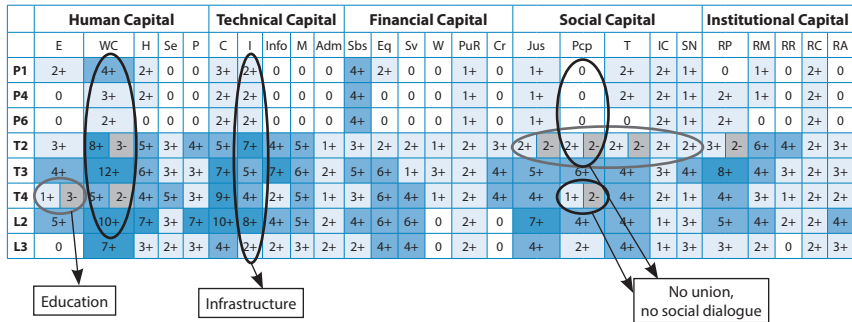 Human Capital Technical Capital Financial Capital Social Capital Institutional Capital
E WC H Se P C I Info M Adm Sbs Eq Sv W PuR Cr Jus Pcp T IC SN RP RM RR RC RA
P1 2+ 4+ 2+ 0 0 3+ 2+ 0 0 0 4+ 2+ 0 0 1+ 0 1+ 0 2+ 2+ 1+ 0 1+ 0 2+ 0
P4 0 3+ 2+ 0 0 2+ 2+ 0 0 0 4+ 0 0 0 1+ 0 1+ 0 2+ 2+ 1+ 2+ 1+ 0 2+ 0
P6 0 2+ 0 0 0 2+ 2+ 0 0 0 4+ 0 0 0 1+ 0 1+ 0 0 2+ 1+ 2+ 0 0 2+ 0
T2 3+ 8+ 3- 5+ 3+ 4+ 5+ 7+ 4+ 5+ 1+ 3+ 2+ 2+ 1+ 2+ 3+ 2+ 2- 2+ 2- 2+ 2- 2+ 2+ 3+ 2- 6+ 4+ 2+ 3+
T3 4+ 12+ 6+ 3+ 3+ 7+ 5+ 7+ 6+ 2+ 5+ 6+ 1+ 3+ 2+ 4+ 5+ 6+ 4+ 3+ 4+ 8+ 4+ 3+ 2+ 3+
T4 1+ 3- 5+ 2- 4+ 5+ 3+ 9+ 4+ 2+ 5+ 1+ 3+ 6+ 4+ 1+ 2+ 4+ 4+ 1+ 2- 4+ 2+ 1+ 4+ 4+ 3+ 2+ 3+
L2 5+ 10+ 7+ 3+ 7+ 10+ 8+ 4+ 5+ 2+ 4+ 6+ 6+ 0 2+ 0 7+ 4+ 4+ 1+ 3+ 5+ 4+ 2+ 2+ 4+
L3 0 7+ 3+ 2+ 3+ 4+ 2+ 3+ 3+ 2+ 2+ 4+ 4+ 0 2+ 0 4+ 2+ 4+ 1+ 3+ 3+ 2+ 0 2+ 3+
Education
Infrastructure
No union,
no social dialogue